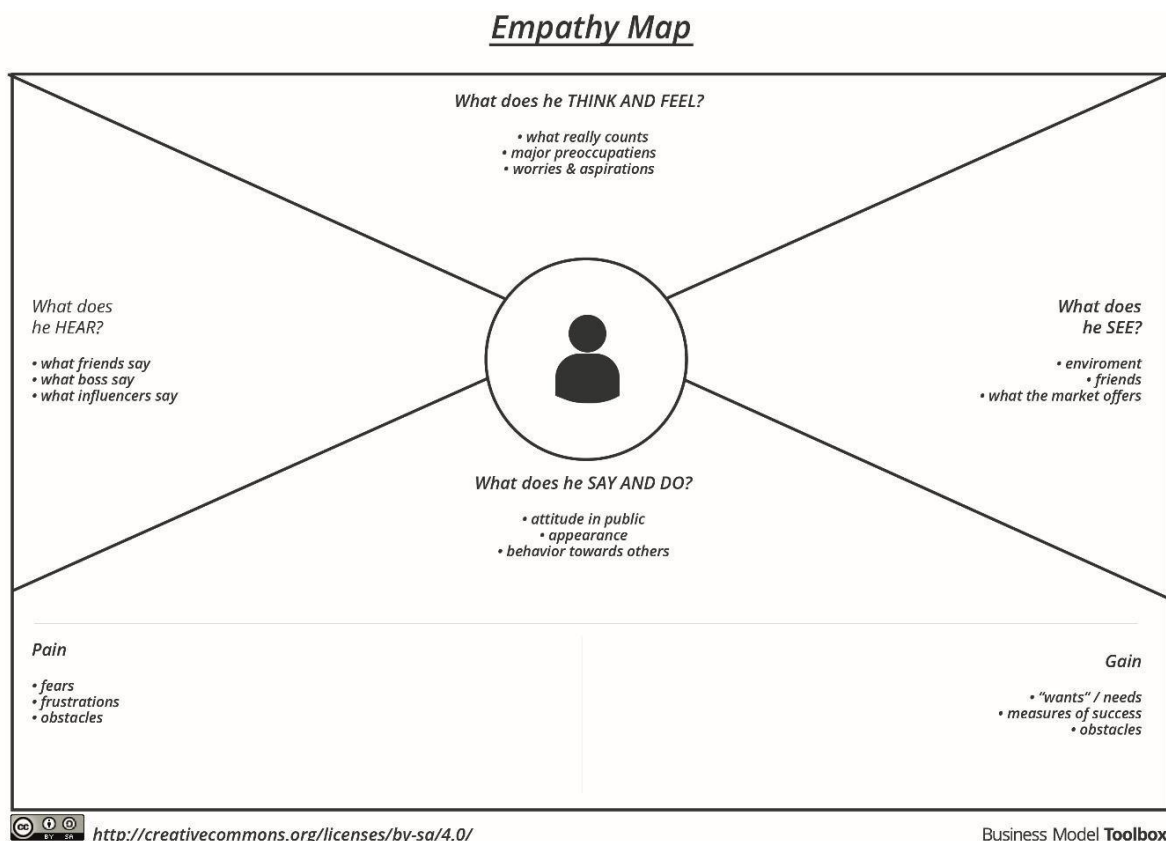 Empathy Map
What does he THINK AND FEEL?
• what really counts
• major preoccupatiens
• worries & aspirations
What does
he HEAR?
• what friends say
• what boss say
• what influencers say
What does
he SEE?
• enviroment
• friends
• what the market offers
What does he SAY AND DO?
• attitude in public
• appearance
• behavior towards others
Pain
• fears
• frustrations
• obstacles
Gain
• “wants“ / needs
• measures of success
• obstacles
cc BY SA
http://creativecommons.org/licenses/by-sa/4.0/
Business Model Toolbox